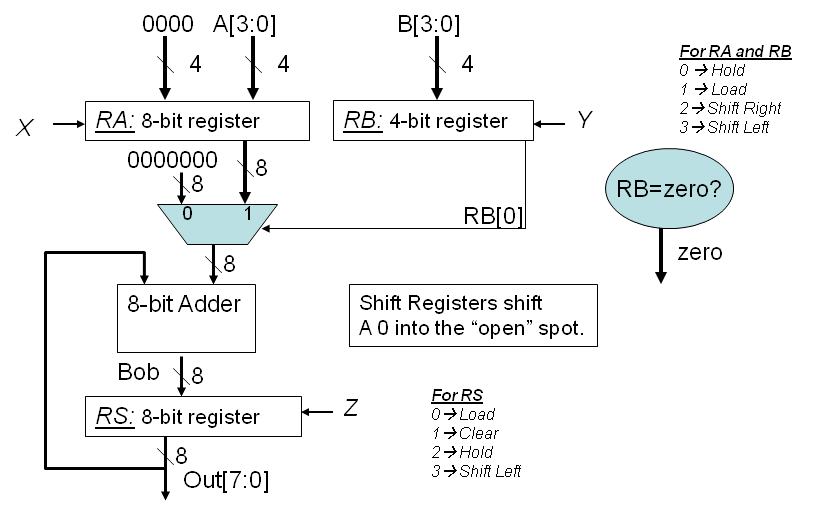 0000 A[3:0]
B[3:0]
4
4
4
For RA and RB
0→Hold
1→Load
2→Shift Right
3→Shift Left
X
RA: 8-bit register
RB: 4-bit register
Y
0000000
8
8
0 1
RB[0]
RB=zero?
zero
8
8-bit Adder
Shift Registers shift
A 0 into the “open” spot.
Bob
8
RS: 8-bit register
Z
For RS
0→Load
1→Clear
2→Hold
3→Shift Left
8
Out[7:0]